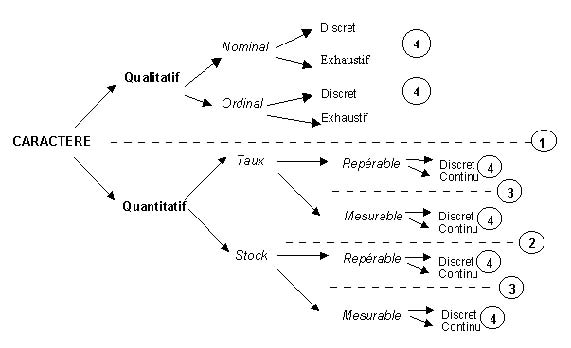 Discret
Nominal
4
Exhaustif
Qualitatif
Ordinal
Discret
4
Exhaustif
CARACTERE
1
Taux
Repérable
Discret
4
Continu
3
Quantitatif
Mesurable
Discret
4
Continu
2
Stock
Repérable
Discret
4
Continu
3
Mesurable
Discret
4
Continu